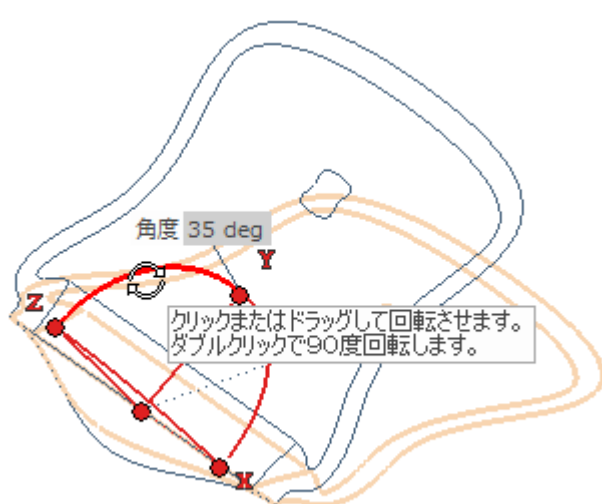 角度 35 deg
Y
Z
クリックまたはドラッグして回転させます。
ダブルクリックで90度回転します。
X